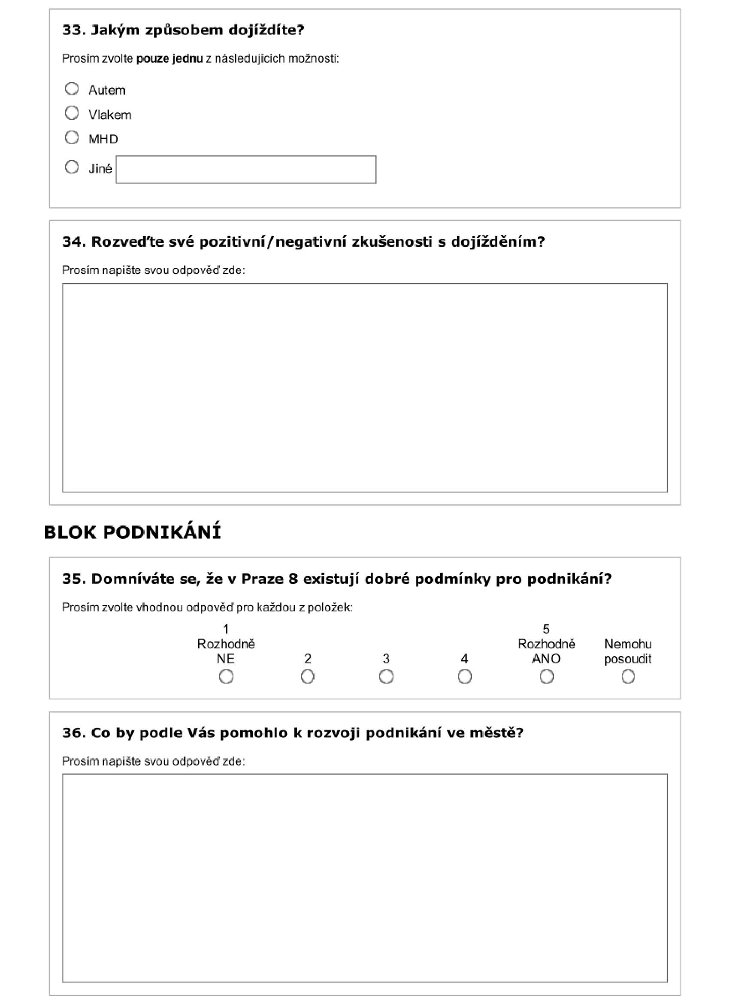 33. Jakým způsobem dojíždíte?
Prosím zvolte pouze jednu z následujících možností:
Autem
Vlakem
MHD
Jiné
34. Rozveďte své pozitivní/negativní zkušenosti s dojížděním?
Prosím napište svou odpověď zde:
BLOK PODNIKÁNÍ
35. Domníváte se, že v Praze 8 existují dobré podmínky pro podnikání?
Prosím zvolte vhodnou odpověď pro každou z položek:
1 5
Rozhodně Rozhodně Nemohu
NE 2 3 4 ANO posoudit
36. Co by podle Vás pomohlo k rozvoji podnikání ve městě?
Prosím napište svou odpověď zde: